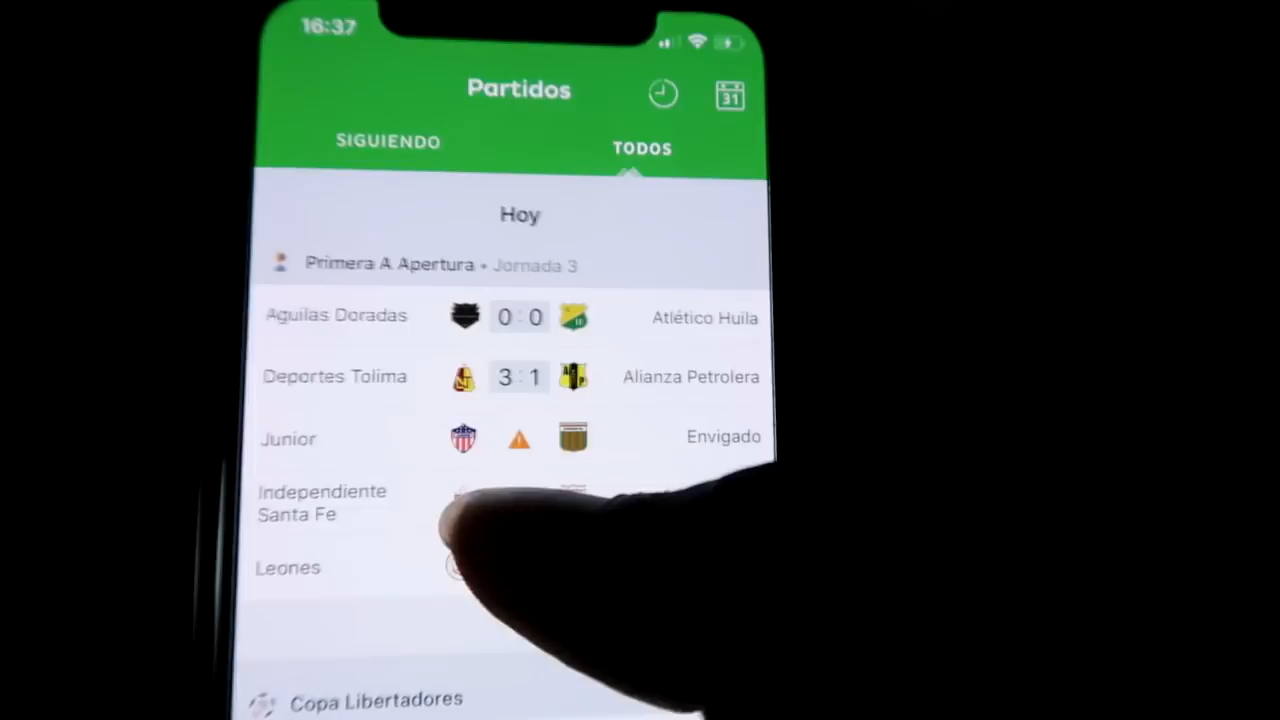 16:37
Partidos
31
SIGUIENDO
TODOS
Hoy
Primera A Apertura • Jornada 3
Aguilas Doradas 0 : 0 Atlético Huila
Deportes Tolima 3 : 1 Alianza Petrolera
Junior Envigado
Independiente
Santa Fe
Leones
Copa Libertadores